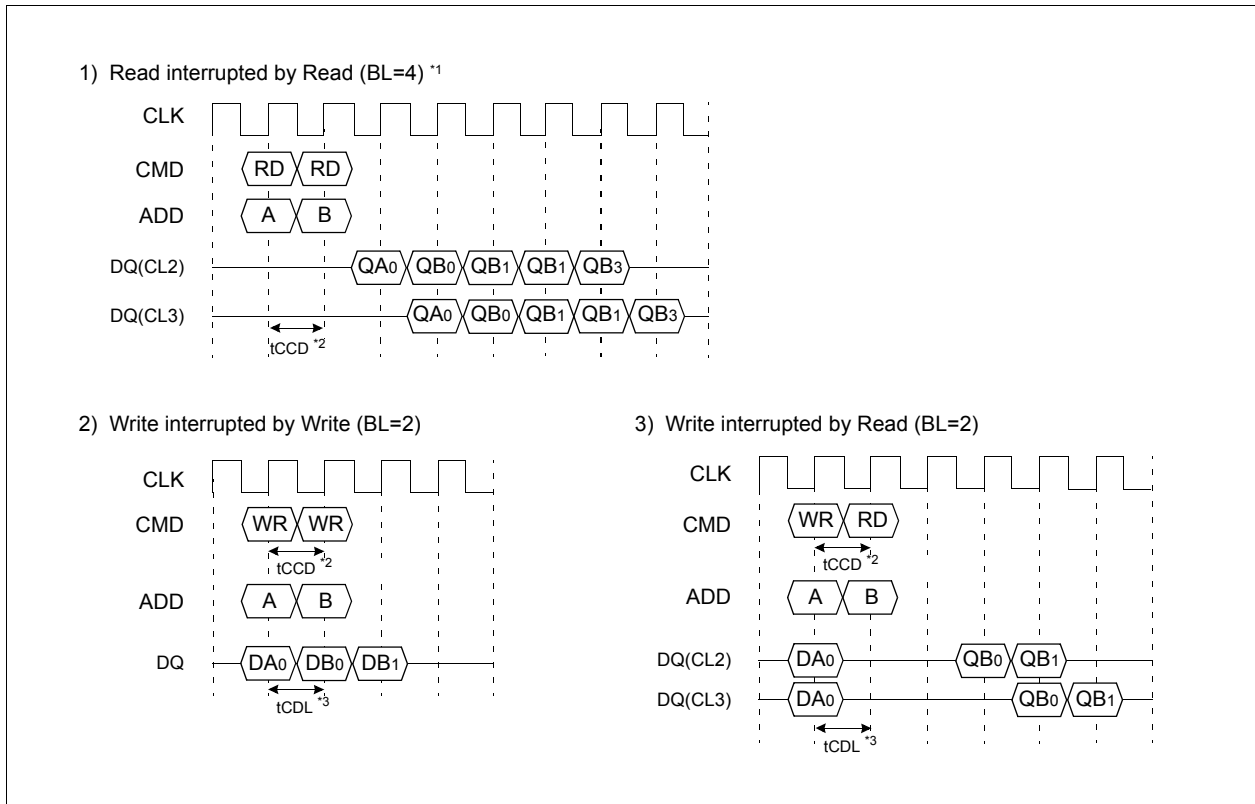 1) Read interrupted by Read (BL=4) *1
CLK
CMD RD RD
ADD A B
DQ(CL2) QA0 QB0 QB1 QB1 QB3
DQ(CL3) QA0 QB0 QB1 QB1 QB3
tCCD *2
2) Write interrupted by Write (BL=2)
CLK
CMD WR WR
tCCD *2
ADD A B
DQ DA0 DB0 DB1
tCDL *3
3) Write interrupted by Read (BL=2)
CLK
CMD WR RD
tCCD *2
ADD A B
DQ(CL2) DA0 QB0 QB1
DQ(CL3) DA0 QB0 QB1
tCDL *3